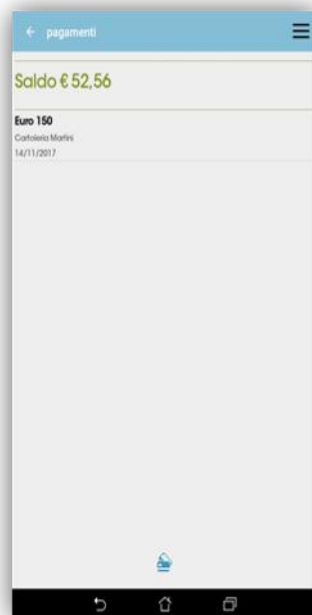 pagamenti
Saldo € 52,56
Euro 150
Cartoleria Martini
14/11/2017